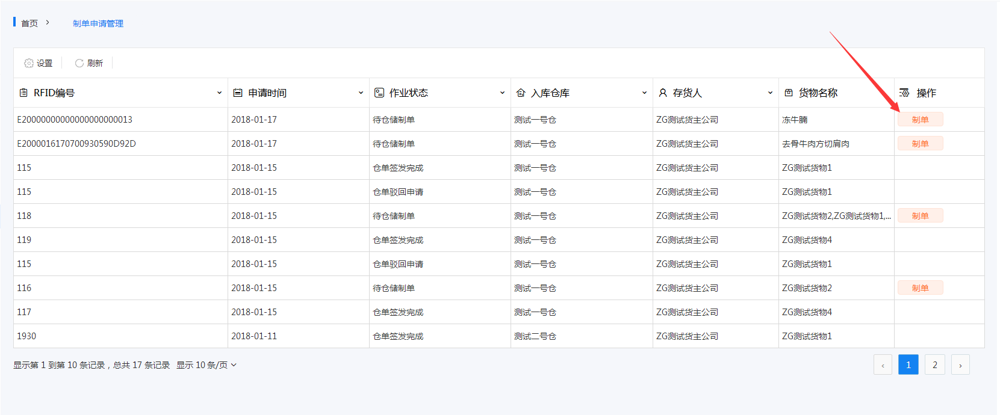 首页 > 制单申请管理
设置 刷新
RFID编号 申请时间 作业状态 入库仓库 存货人 货物名称 操作
E20000000000000000000013 2018-01-17 待仓储制单 测试一号仓 ZG测试货主公司 冻牛腩 制单
E2000016170700930590D92D 2018-01-17 待仓储制单 测试一号仓 ZG测试货主公司 去骨牛肉方切肩肉 制单
115 2018-01-15 仓单签发完成 测试一号仓 ZG测试货主公司 ZG测试货物1
115 2018-01-15 仓单驳回申请 测试一号仓 ZG测试货主公司 ZG测试货物1
118 2018-01-15 待仓储制单 测试一号仓 ZG测试货主公司 ZG测试货物2,ZG测试货物1,... 制单
119 2018-01-15 仓单签发完成 测试一号仓 ZG测试货主公司 ZG测试货物4
115 2018-01-15 仓单驳回申请 测试一号仓 ZG测试货主公司 ZG测试货物1
116 2018-01-15 待仓储制单 测试一号仓 ZG测试货主公司 ZG测试货物2 制单
117 2018-01-15 仓单签发完成 测试一号仓 ZG测试货主公司 ZG测试货物4
1930 2018-01-11 仓单签发完成 测试二号仓 ZG测试货主公司 ZG测试货物1
显示第 1 到第 10 条记录，总共 17 条记录 显示 10 条/页 ‹ 1 2 ›